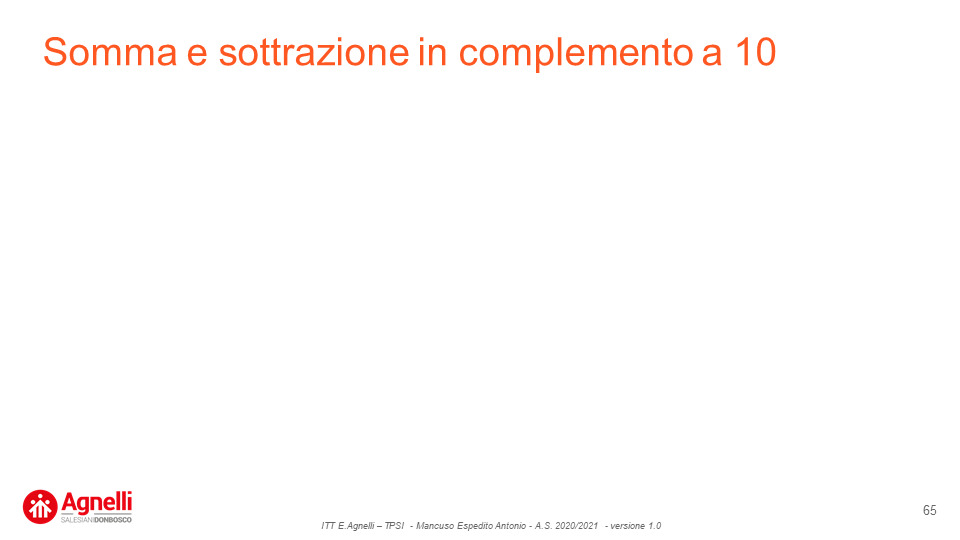 Somma e sottrazione in complemento a 10
Agnelli
SALESIANIDONBOSCO
ITT E.Agnelli – TPSI - Mancuso Espedito Antonio - A.S. 2020/2021 - versione 1.0
65